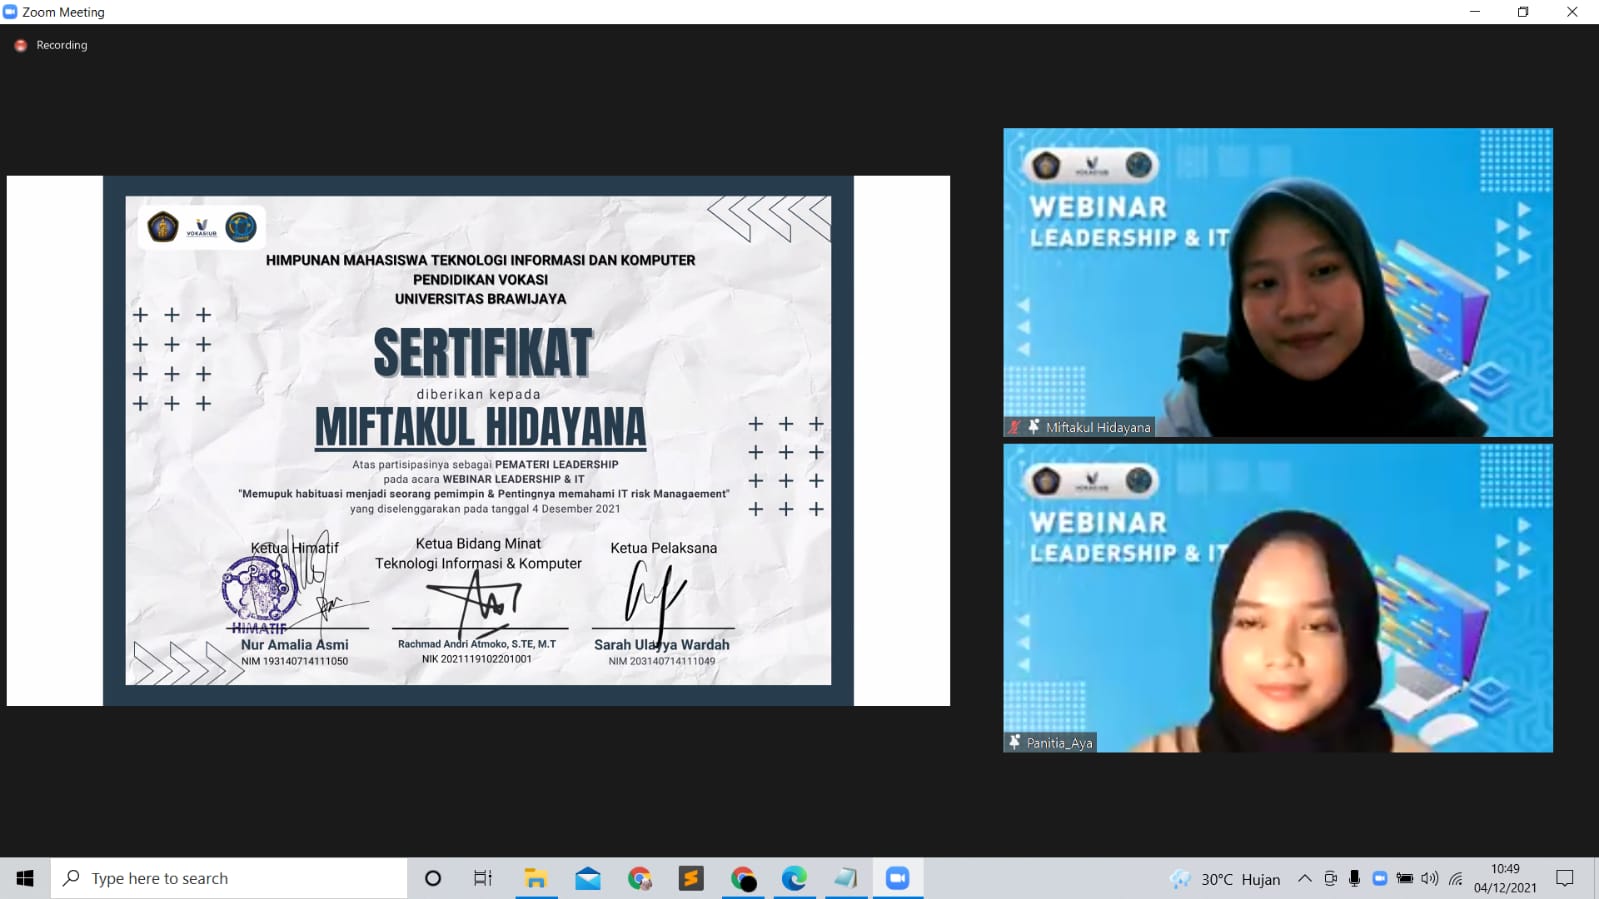 Zoom Meeting
Recording
VOKASI UB
HIMPUNAN MAHASISWA TEKNOLOGI INFORMASI DAN KOMPUTER
PENDIDIKAN VOKASI
UNIVERSITAS BRAWIJAYA
SERTIFIKAT
diberikan kepada
MIFTAKUL HIDAYANA
Atas partisipasinya sebagai PEMATERI LEADERSHIP
pada acara WEBINAR LEADERSHIP & IT
"Memupuk habituasi menjadi seorang pemimpin & Pentingnya memahami IT risk Managaement"
yang diselenggarakan pada tanggal 4 Desember 2021
Ketua Himatif
HIMATIF
Nur Amalia Asmi
NIM 193140714111050
Ketua Bidang Minat
Teknologi Informasi & Komputer
Rachmad Andri Atmoko, S.TE, M.T
NIK 2021119102201001
Ketua Pelaksana
Sarah Ulayya Wardah
NIM 203140714111049
WEBINAR
LEADERSHIP & IT
Miftakul Hidayana
WEBINAR
LEADERSHIP & IT
Panitia_Aya
Type here to search
30°C Hujan
10:49
04/12/2021